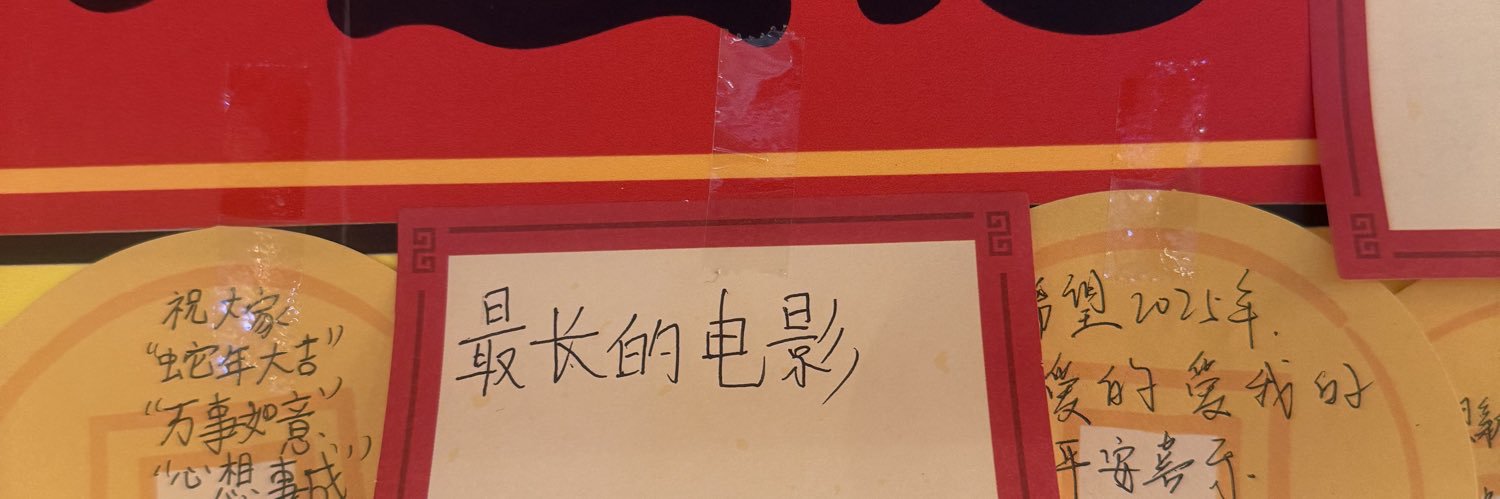 祝大家
"蛇年大吉"
"万事如意"
"心想事成"
最长的电影
希望2025年.
爱的爱我的
平安喜乐.